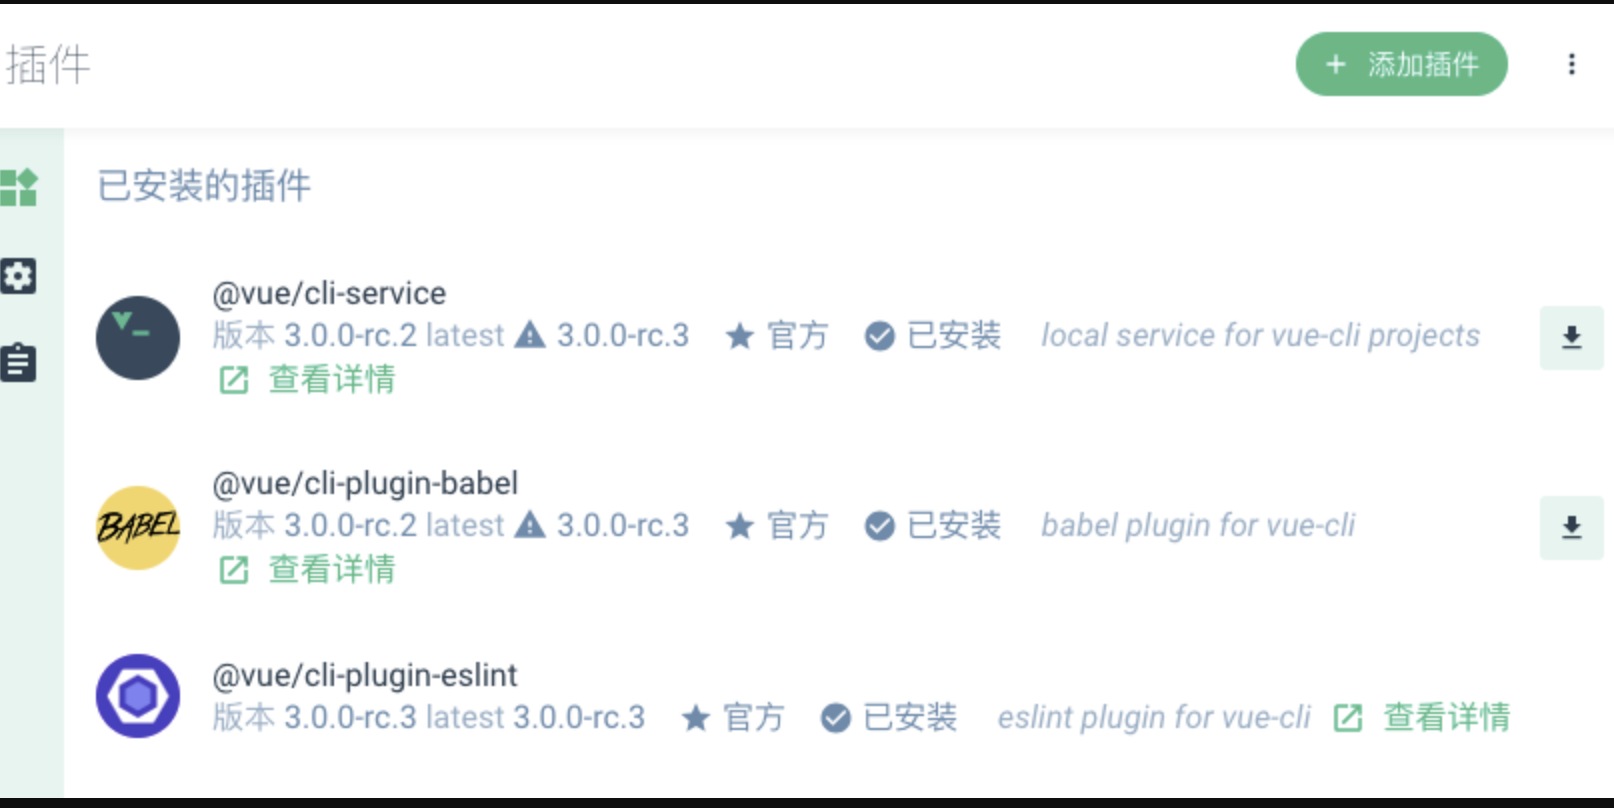 插件
添加插件
已安装的插件
@vue/cli-service
版本 3.0.0-rc.2 latest 3.0.0-rc.3 官方 已安装 local service for vue-cli projects
查看详情
BABEL
@vue/cli-plugin-babel
版本 3.0.0-rc.2 latest 3.0.0-rc.3 官方 已安装 babel plugin for vue-cli
查看详情
@vue/cli-plugin-eslint
版本 3.0.0-rc.3 latest 3.0.0-rc.3 官方 已安装 eslint plugin for vue-cli 查看详情